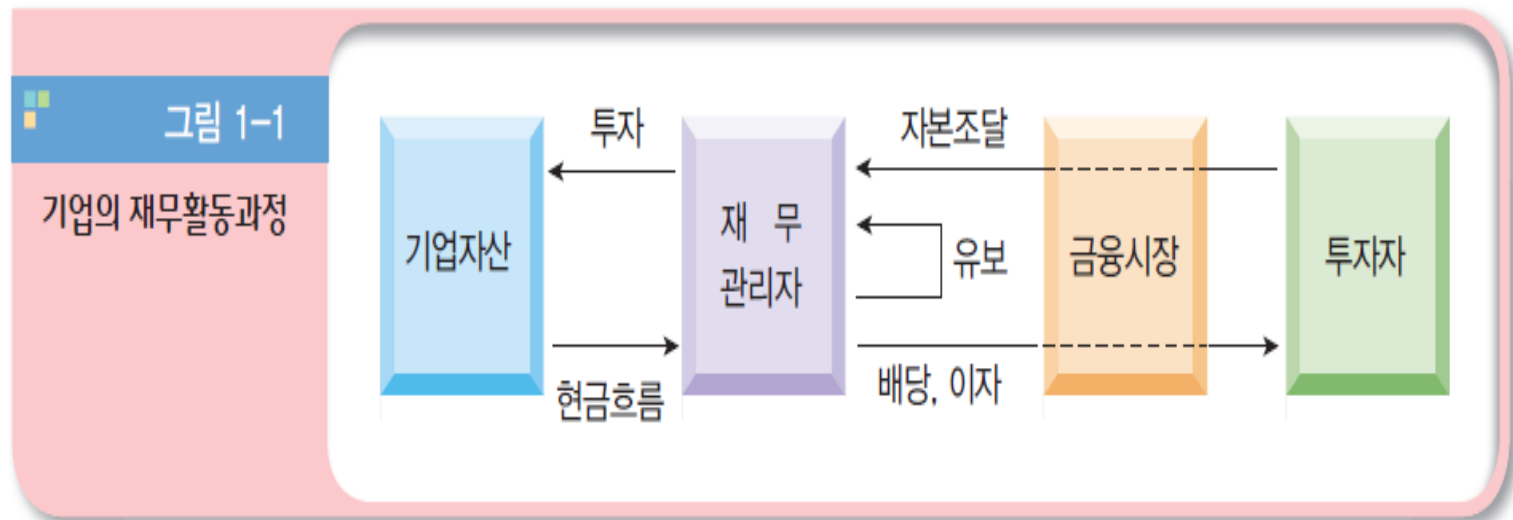 그림 1-1
기업의 재무활동과정
투자
자본조달
기업자산
재 무
관리자
유보
금융시장
투자자
현금흐름
배당, 이자